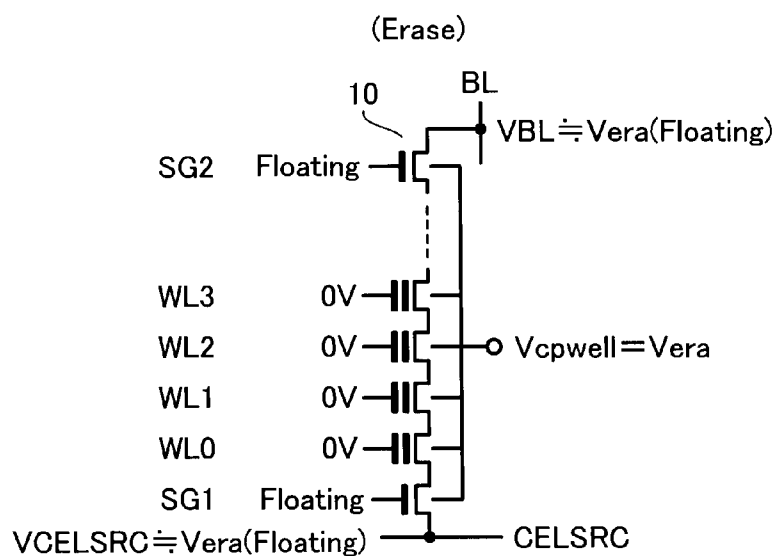 (Erase)
BL
10
VBL≒Vera(Floating)
SG2 Floating
WL3 0V
WL2 0V Vcpwell=Vera
WL1 0V
WL0 0V
SG1 Floating
VCELSRC≒Vera(Floating) CELSRC